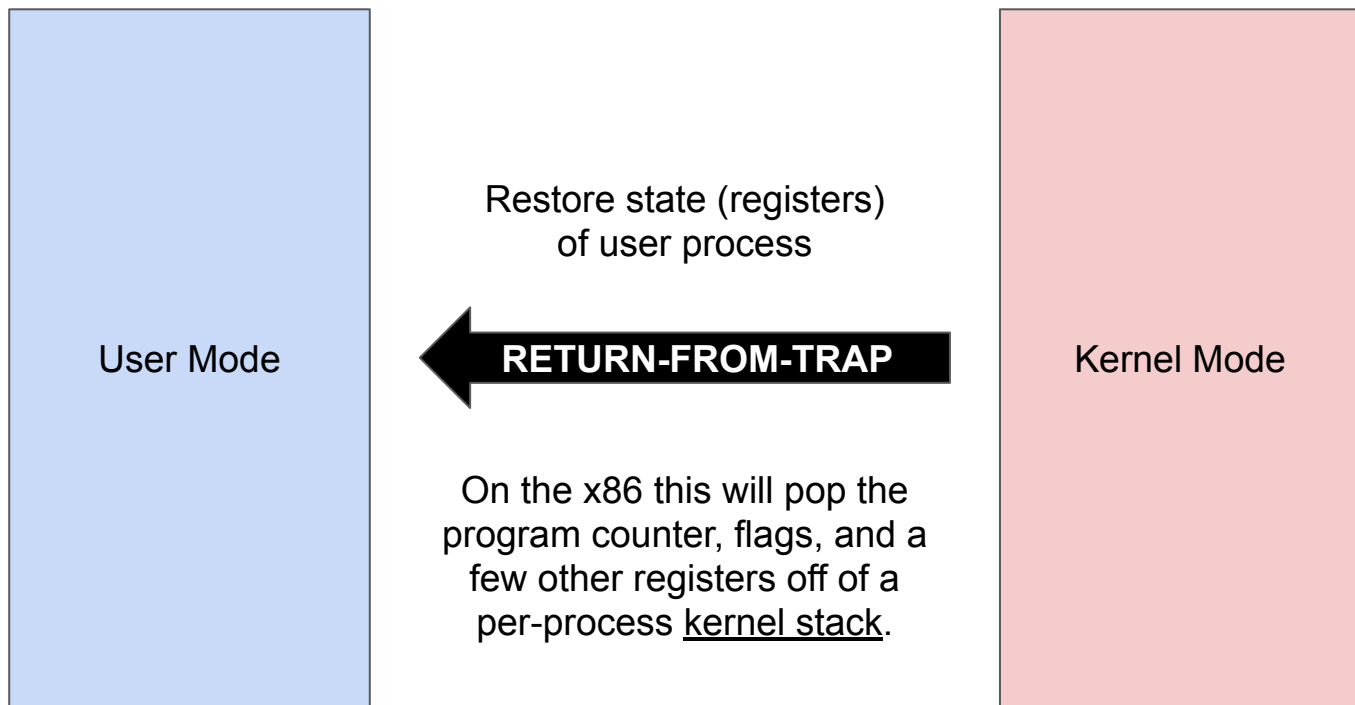 User Mode
Restore state (registers)
of user process
RETURN-FROM-TRAP
On the x86 this will pop the
program counter, flags, and a
few other registers off of a
per-process kernel stack.
Kernel Mode